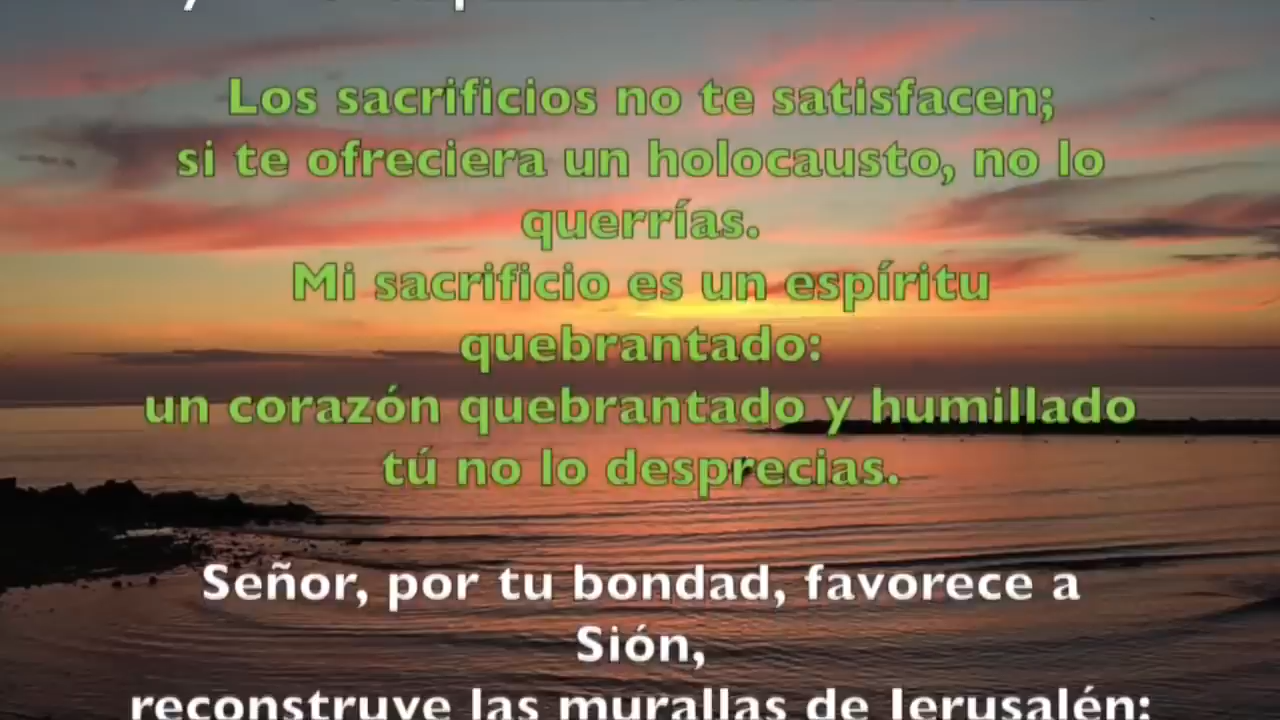 Los sacrificios no te satisfacen;
si te ofreciera un holocausto, no lo
querrías.
Mi sacrificio es un espíritu
quebrantado:
un corazón quebrantado y humillado
tú no lo desprecias.
Señor, por tu bondad, favorece a
Sión,
reconstruye las murallas de Jerusalén: